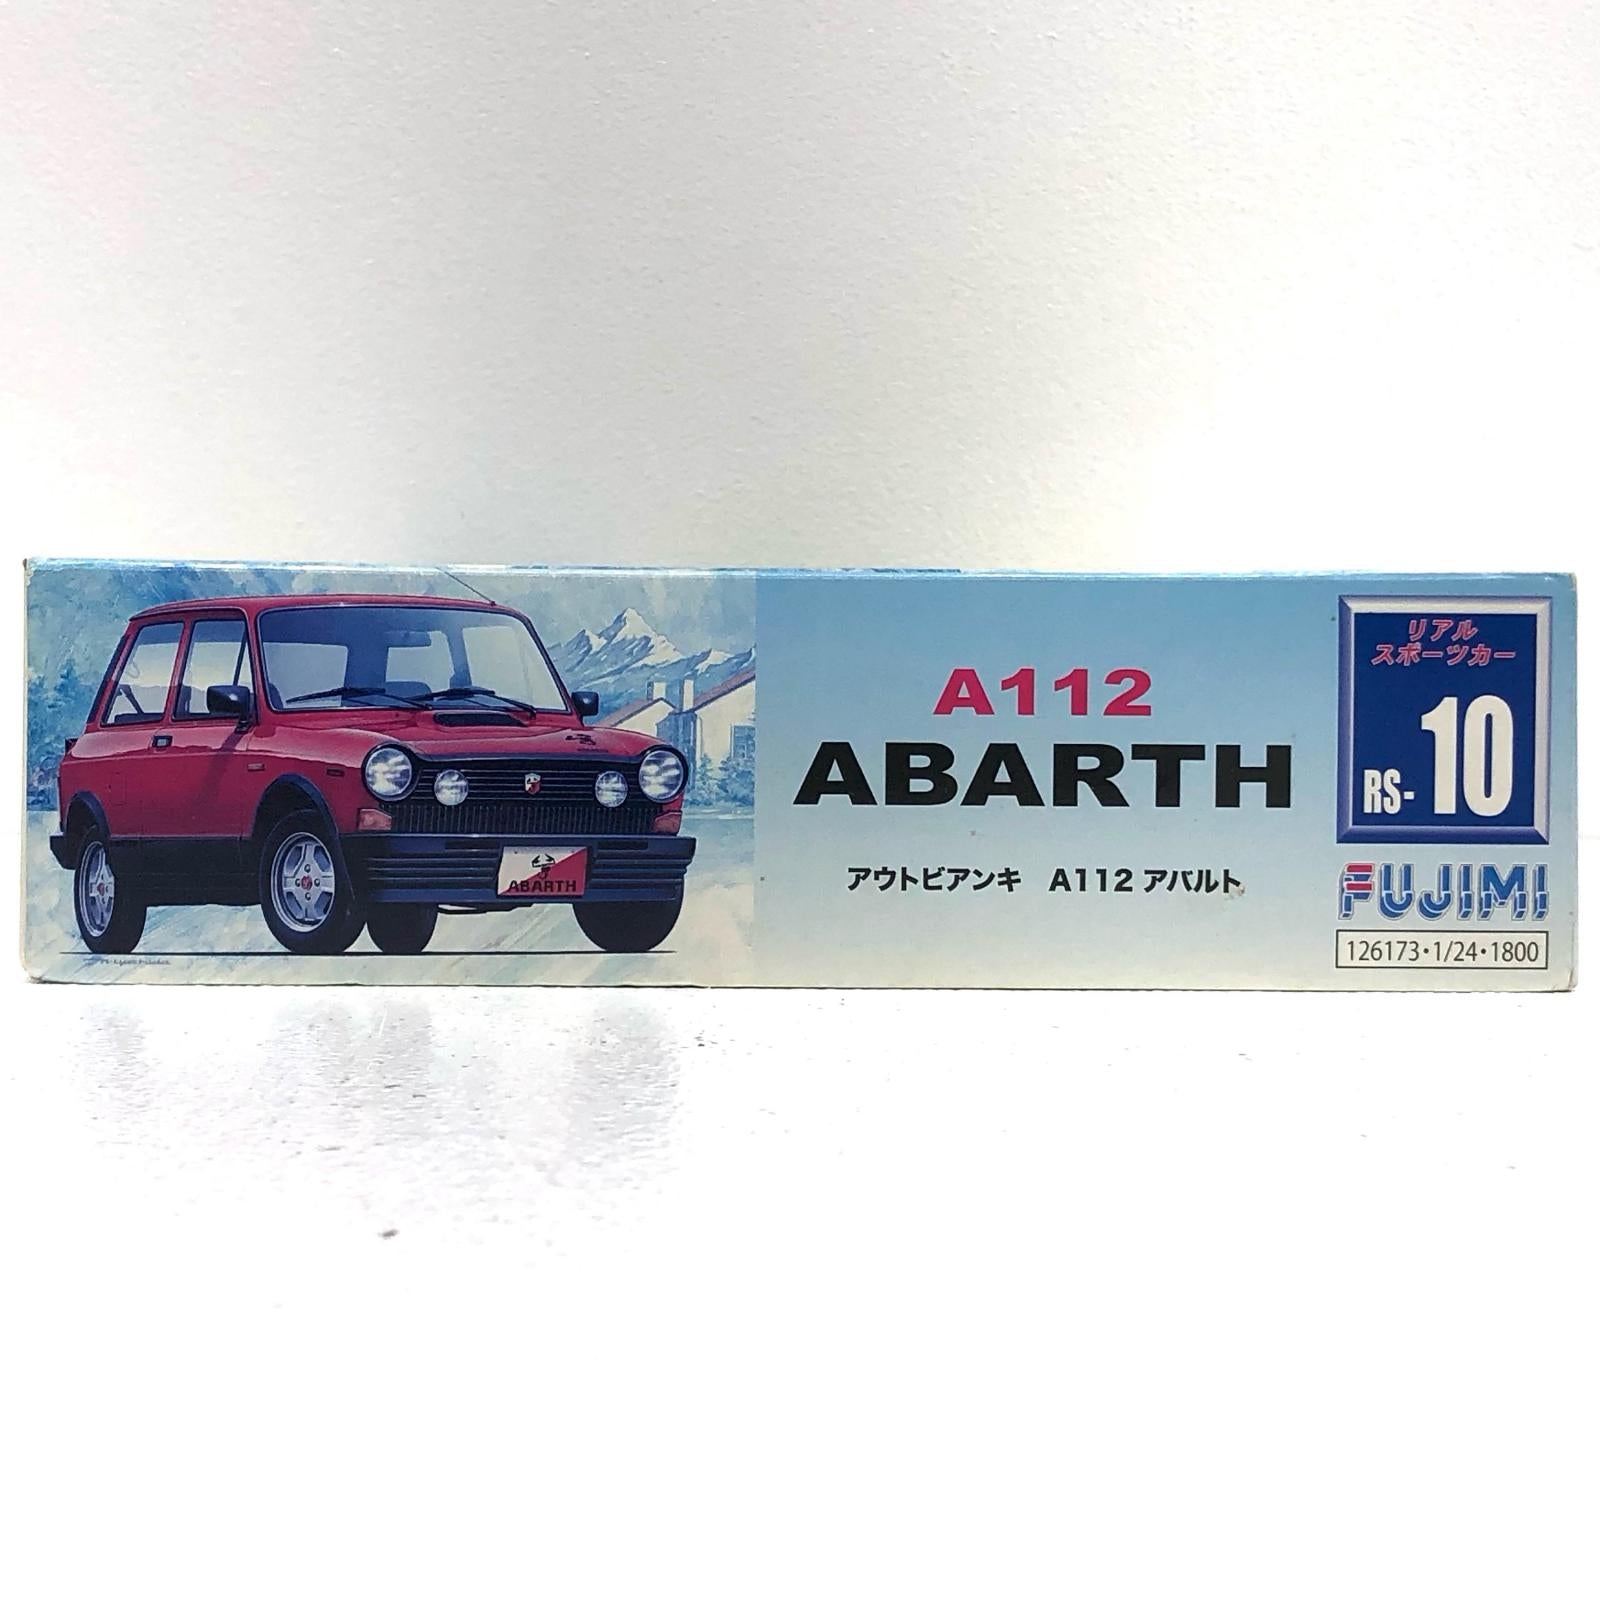 A112
ABARTH
アウトビアンキ A112 アバルト
ABARTH
リアル
スポーツカー
RS-10
FUJIMI
126173・1/24・1800